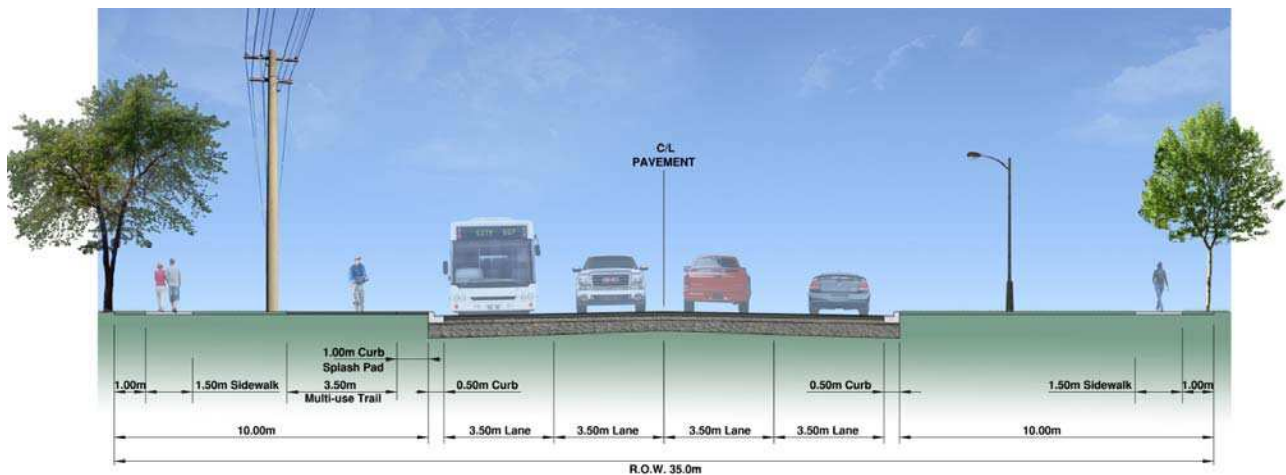 C/L
PAVEMENT
1.00m Curb
Splash Pad
1.00m
1.50m Sidewalk
3.50m
Multi-use Trail
0.50m Curb
0.50m Curb
1.50m Sidewalk
1.00m
10.00m
3.50m Lane
3.50m Lane
3.50m Lane
3.50m Lane
10.00m
R.O.W. 35.0m